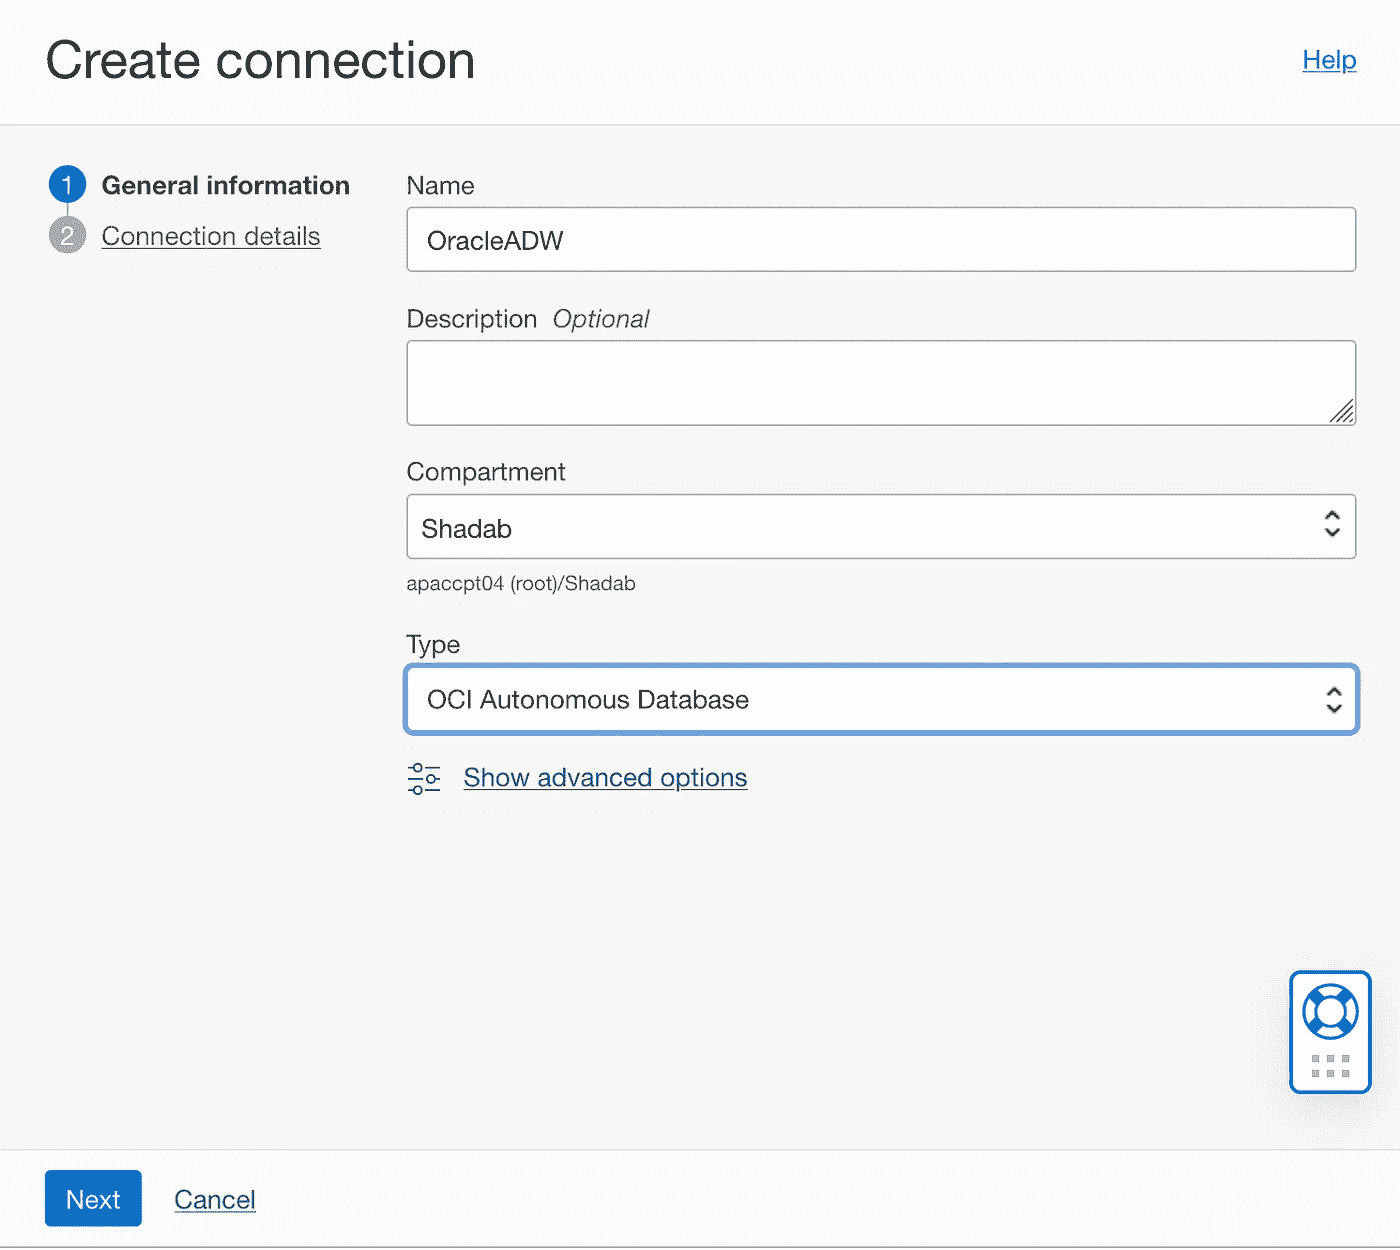 Create connection
Help
1 General information
2 Connection details
Name
OracleADW
Description Optional
Compartment
Shadab
apaccpt04 (root)/Shadab
Type
OCI Autonomous Database
Show advanced options
Next
Cancel